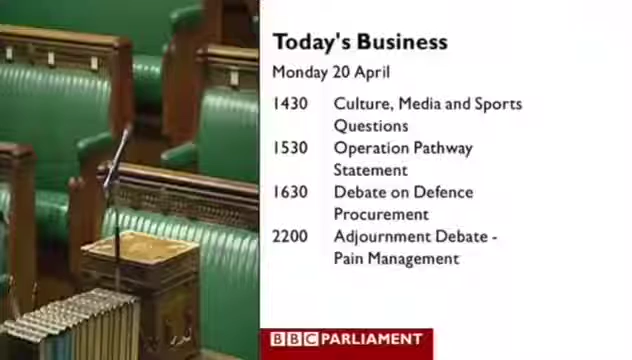 Today's Business
Monday 20 April
1430 Culture, Media and Sports
Questions
1530 Operation Pathway
Statement
1630 Debate on Defence
Procurement
2200 Adjournment Debate -
Pain Management
BBC PARLIAMENT